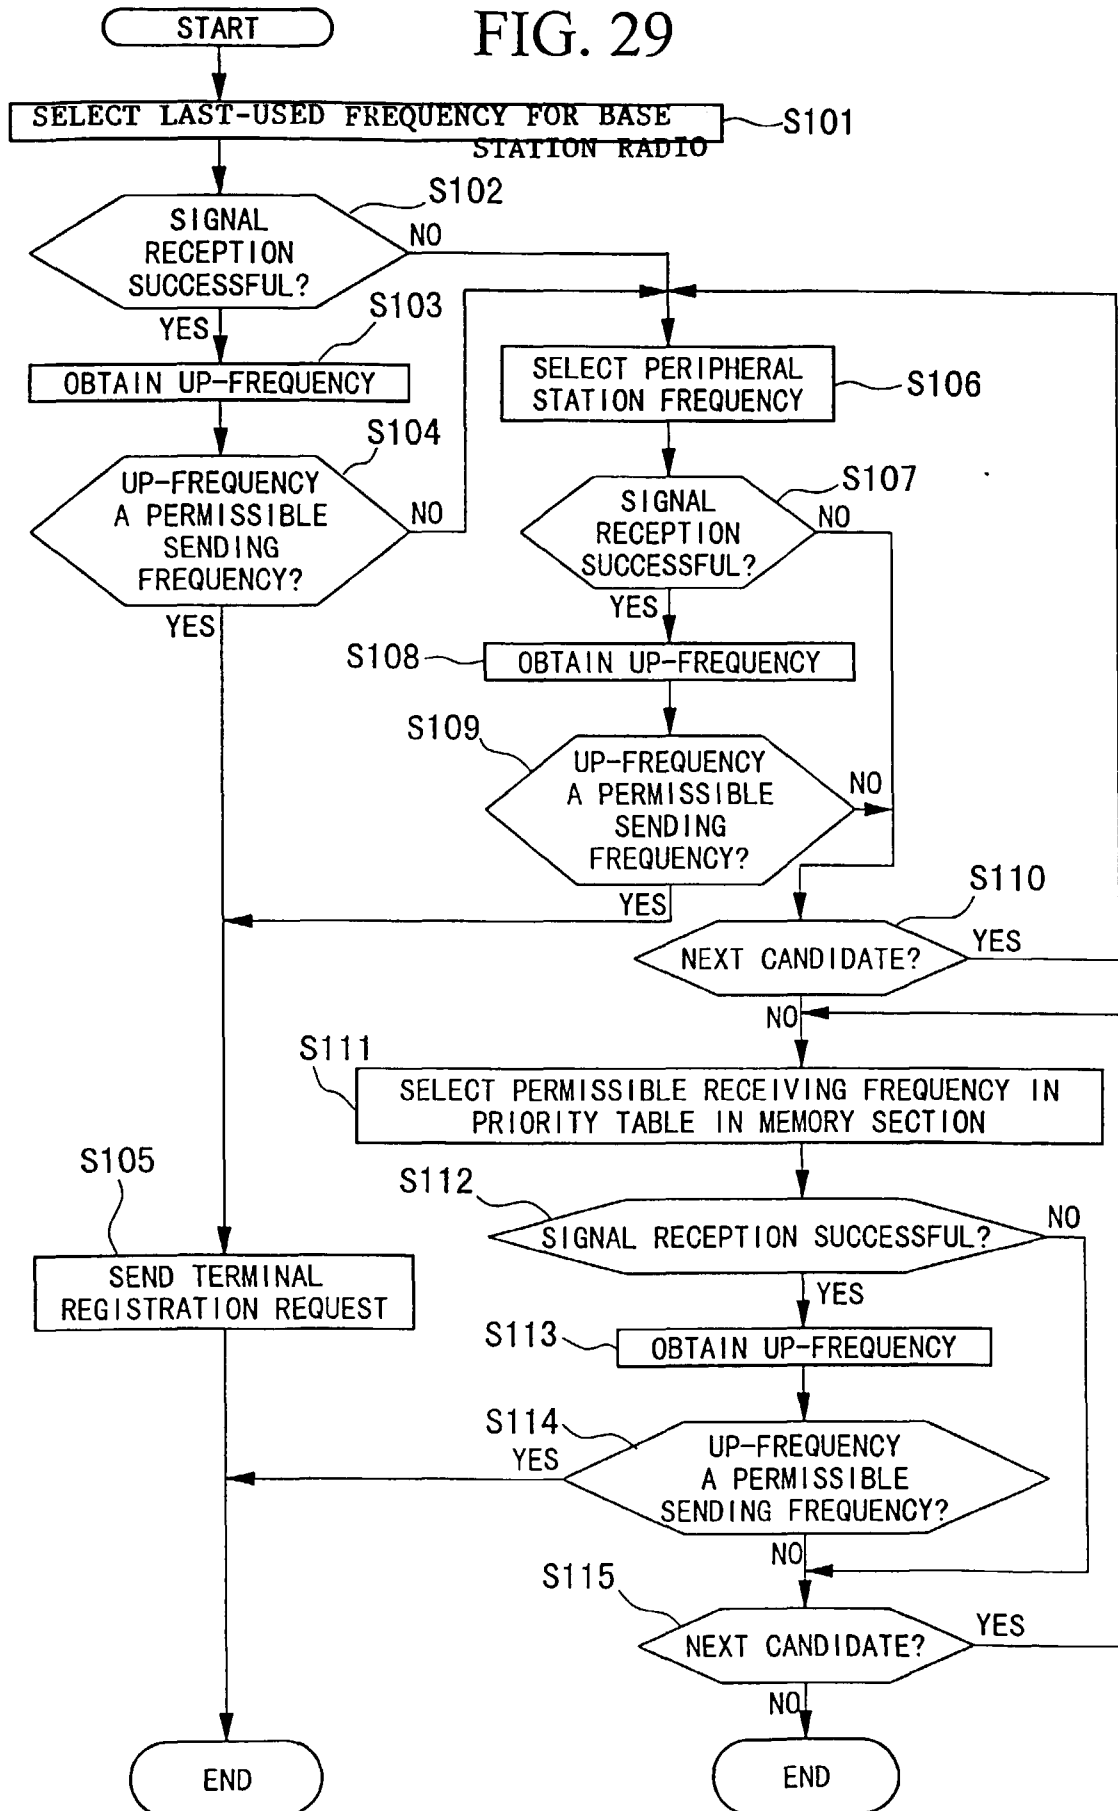 FIG. 29
START
SELECT LAST-USED FREQUENCY FOR BASE
STATION RADIO
S101
S102
SIGNAL
RECEPTION
SUCCESSFUL?
NO
YES
S103
OBTAIN UP-FREQUENCY
S104
UP-FREQUENCY
A PERMISSIBLE
SENDING
FREQUENCY?
NO
YES
SELECT PERIPHERAL
STATION FREQUENCY
S106
S107
SIGNAL
RECEPTION
SUCCESSFUL?
NO
YES
S108
OBTAIN UP-FREQUENCY
S109
UP-FREQUENCY
A PERMISSIBLE
SENDING
FREQUENCY?
NO
YES
S110
NEXT CANDIDATE?
YES
NO
S111
SELECT PERMISSIBLE RECEIVING FREQUENCY IN
PRIORITY TABLE IN MEMORY SECTION
S105
SEND TERMINAL
REGISTRATION REQUEST
S112
SIGNAL RECEPTION SUCCESSFUL?
NO
YES
S113
OBTAIN UP-FREQUENCY
S114
YES
UP-FREQUENCY
A PERMISSIBLE
SENDING FREQUENCY?
NO
S115
NEXT CANDIDATE?
YES
NO
END
END